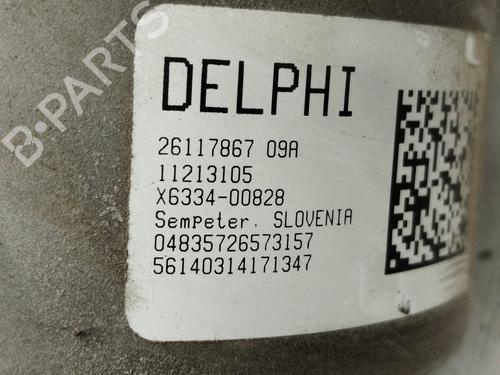 B-PARTS
DELPHI
26117867 09A
11213105
X6334-00828
Sempeter. SLOVENIA
04835726573157
56140314171347